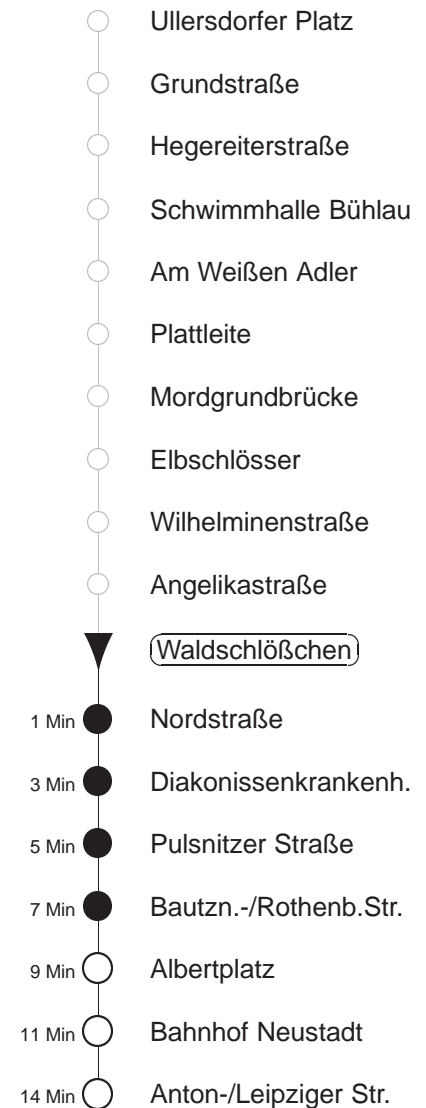 Ullersdorfer Platz
Grundstraße
Hegereiterstraße
Schwimmhalle Bühlau
Am Weißen Adler
Plattleite
Mordgrundbrücke
Elbschlösser
Wilhelminenstraße
Angelikastraße
Waldschlößchen
1 Min Nordstraße
3 Min Diakonissenkrankenh.
5 Min Pulsnitzer Straße
7 Min Bautzn.-/Rothenb.Str.
9 Min Albertplatz
11 Min Bahnhof Neustadt
14 Min Anton-/Leipziger Str.